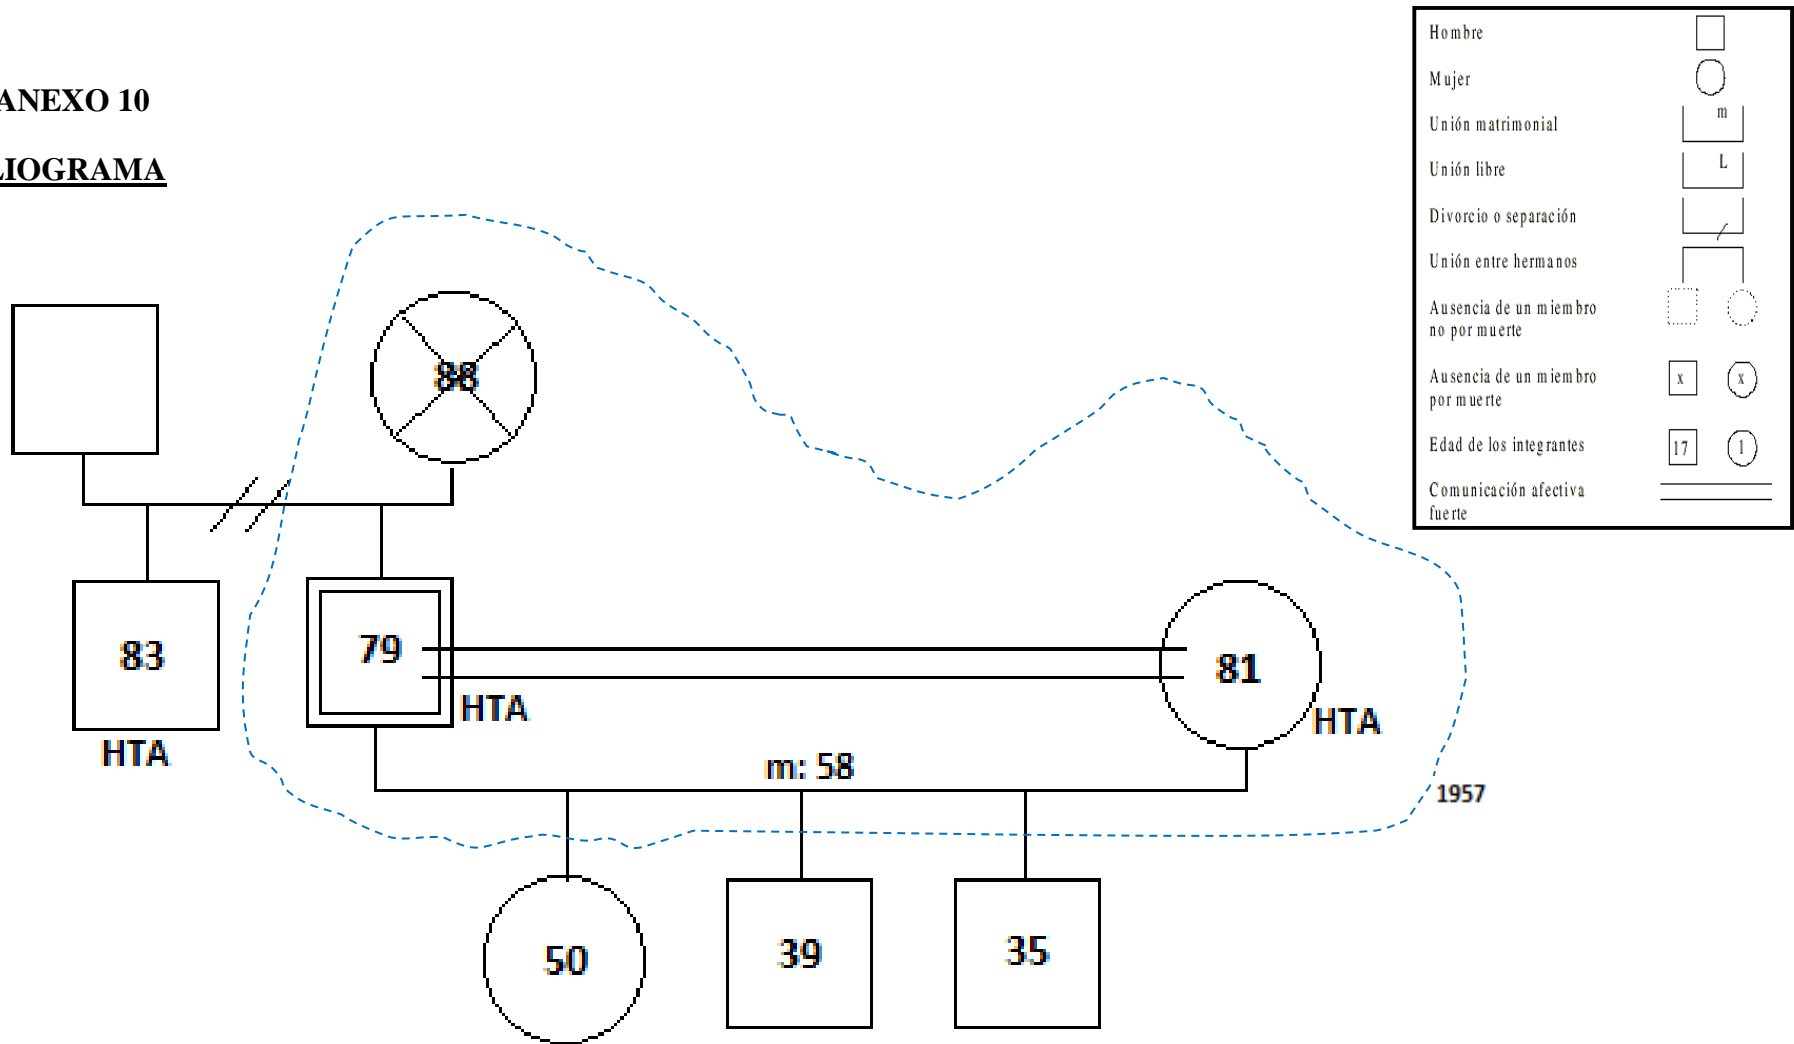 ANEXO 10
LIOGRAMA
Hombre
Mujer
Unión matrimonial
m
Unión libre
L
Divorcio o separación
Unión entre hermanos
Ausencia de un miembro
no por muerte
Ausencia de un miembro
por muerte
x
x
Edad de los integrantes
17
1
Comunicación afectiva
fuerte
88
83
HTA
79
HTA
81
HTA
m: 58
1957
50
39
35